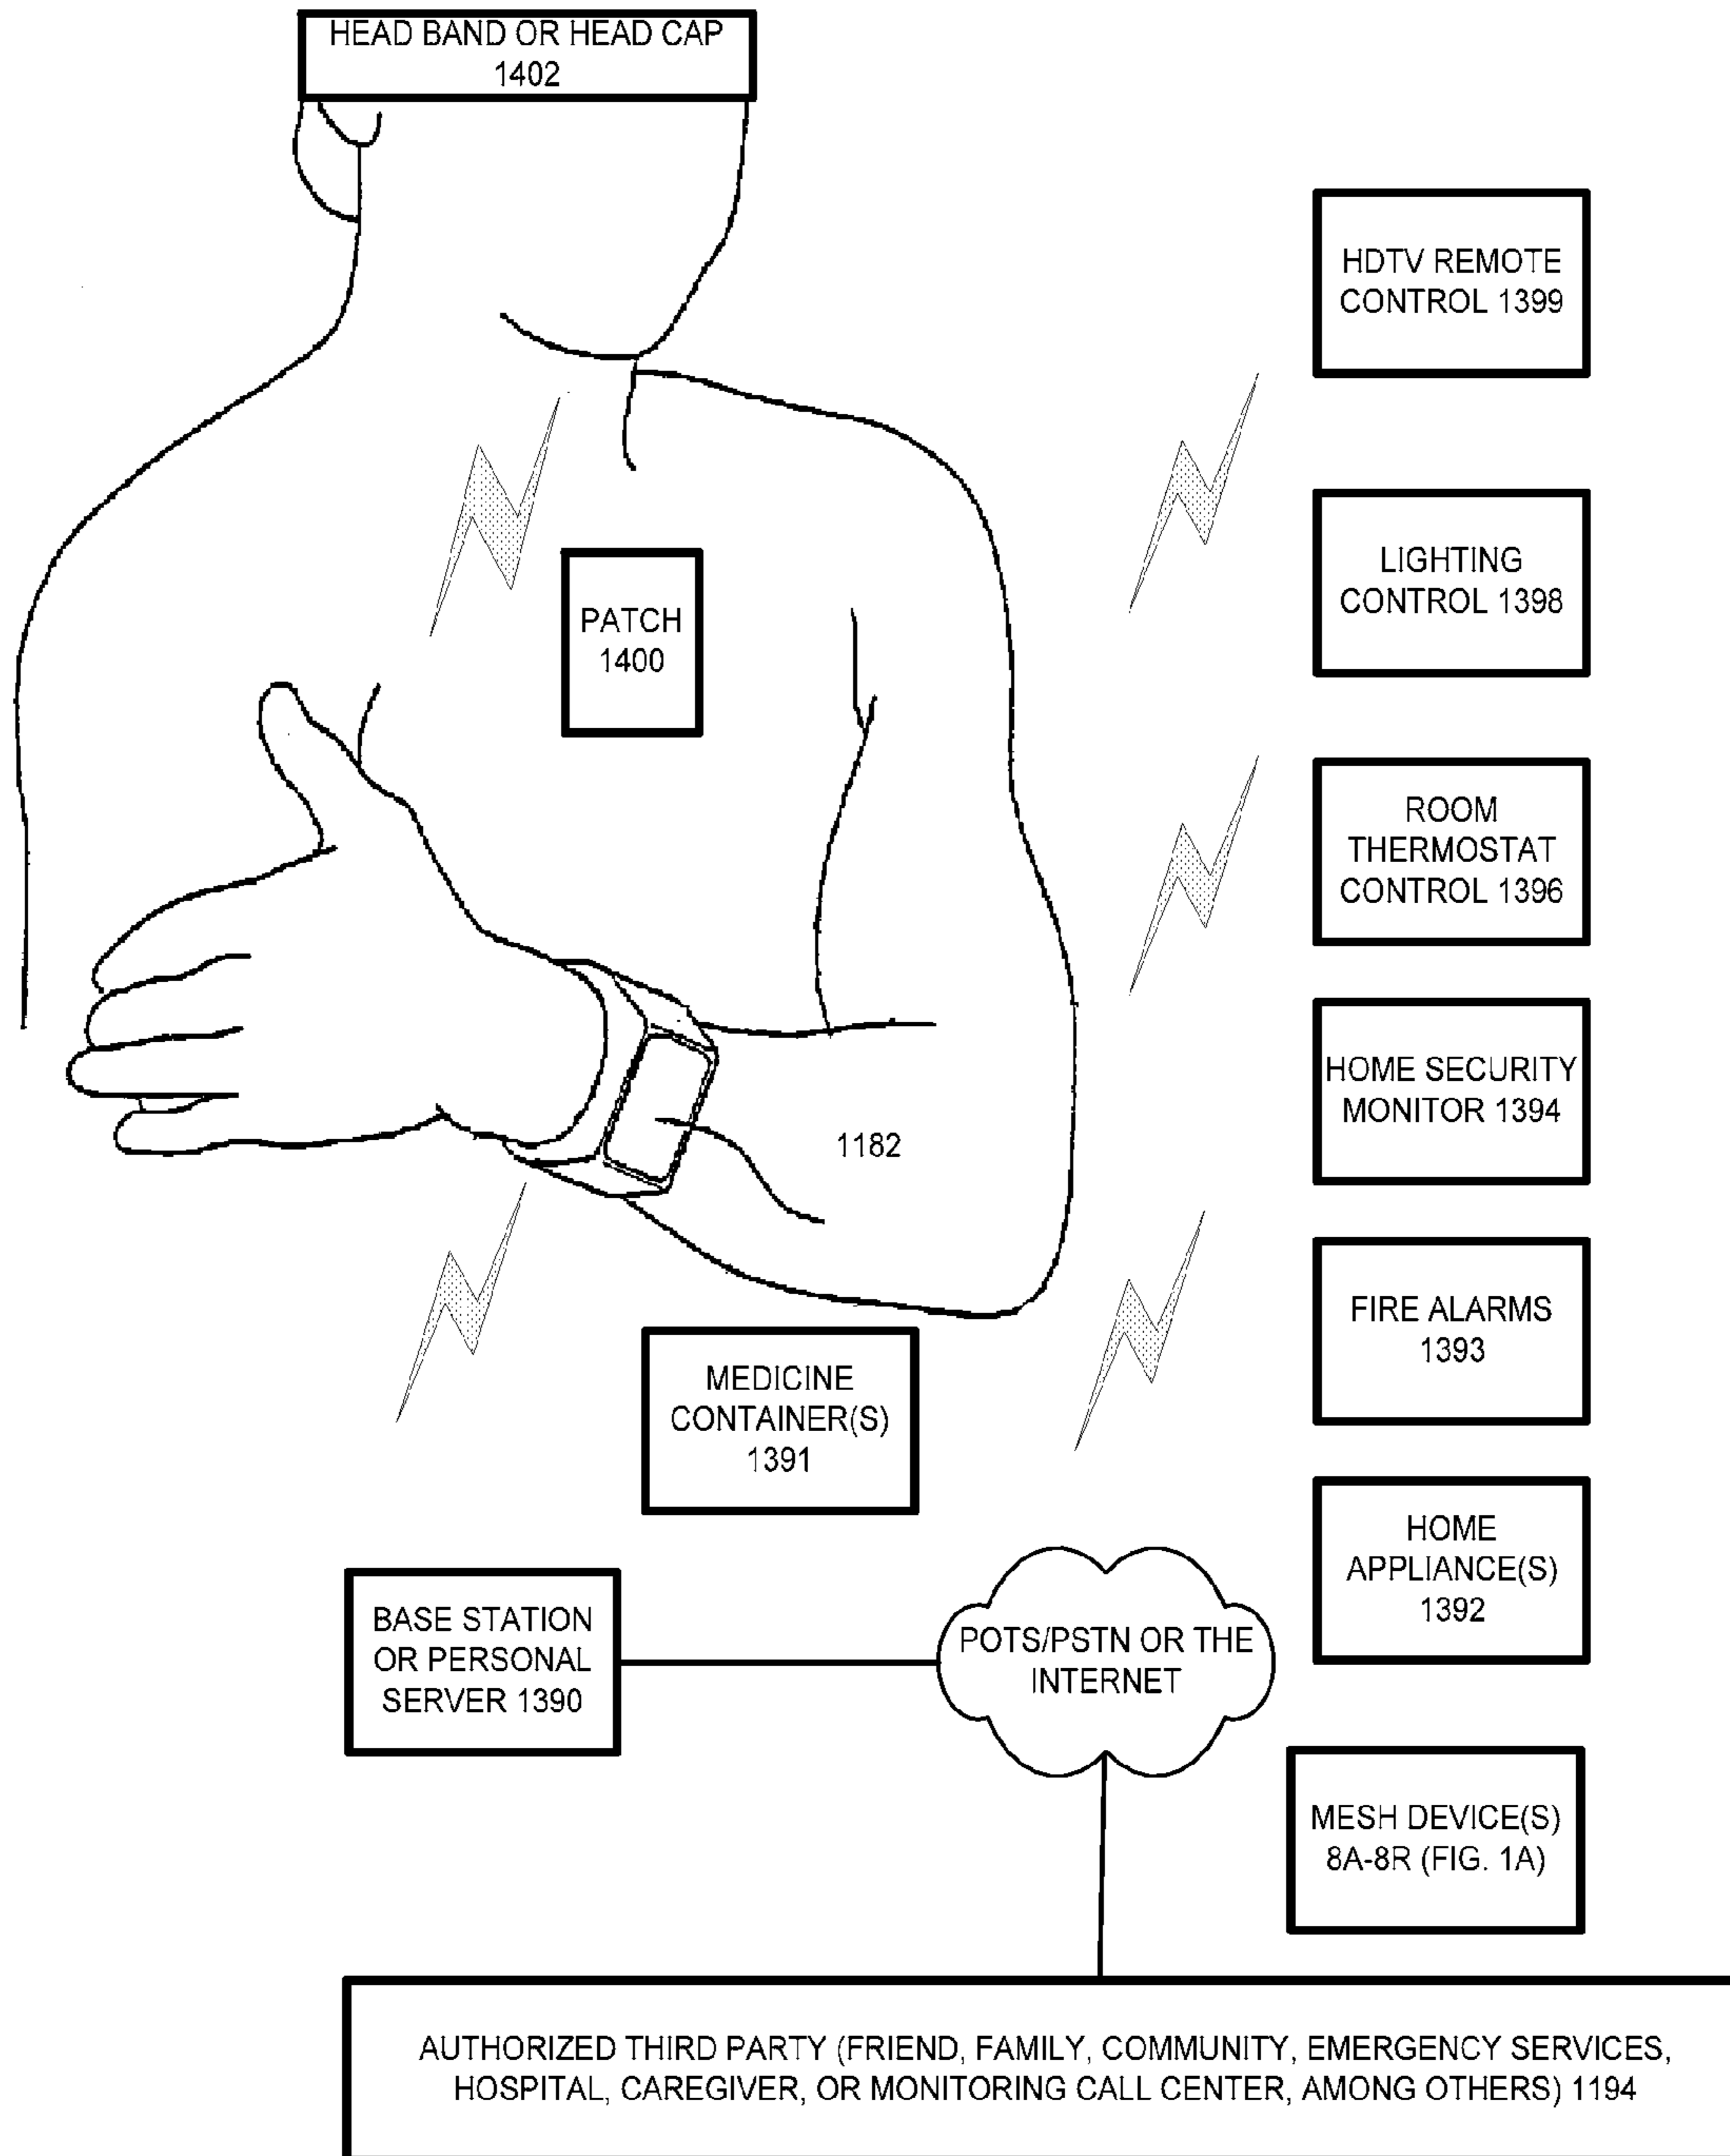 HEAD BAND OR HEAD CAP
1402
HDTV REMOTE
CONTROL 1399
LIGHTING
CONTROL 1398
PATCH
1400
ROOM
THERMOSTAT
CONTROL 1396
HOME SECURITY
MONITOR 1394
1182
FIRE ALARMS
1393
MEDICINE
CONTAINER(S)
1391
HOME
APPLIANCE(S)
1392
BASE STATION
OR PERSONAL
SERVER 1390
POTS/PSTN OR THE
INTERNET
MESH DEVICE(S)
8A-8R (FIG. 1A)
AUTHORIZED THIRD PARTY (FRIEND, FAMILY, COMMUNITY, EMERGENCY SERVICES,
HOSPITAL, CAREGIVER, OR MONITORING CALL CENTER, AMONG OTHERS) 1194